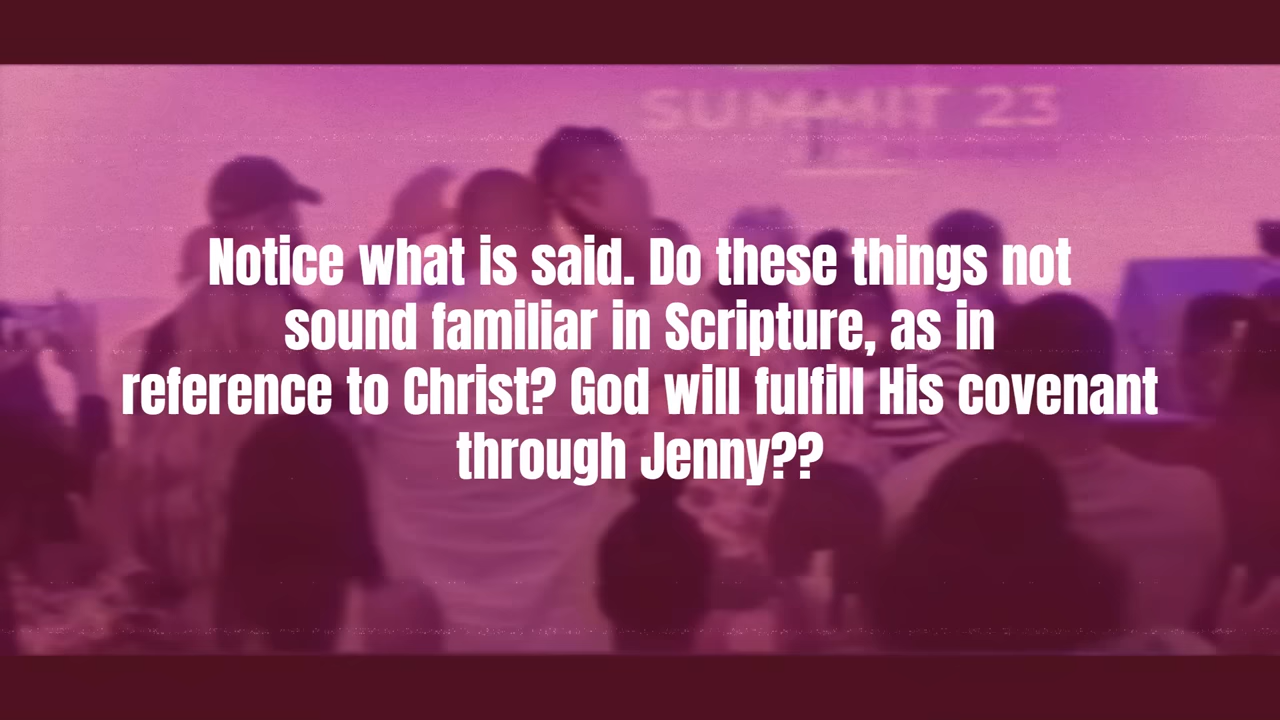 SUMMIT 23
Notice what is said. Do these things not
sound familiar in Scripture, as in
reference to Christ? God will fulfill His covenant
through Jenny??